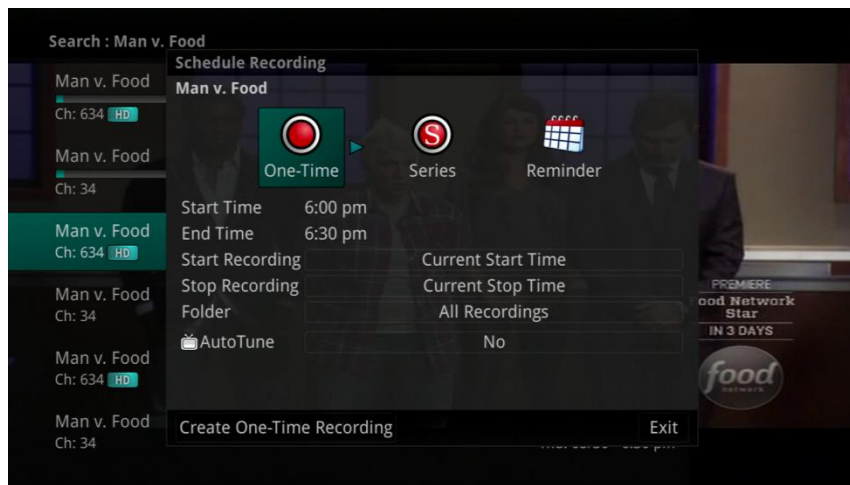 Search : Man v. Food
Schedule Recording
Man v. Food
Ch: 634 HD
Man v. Food
Ch: 34
Man v. Food
Ch: 634 HD
Man v. Food
Ch: 34
Man v. Food
Ch: 634 HD
Man v. Food
Ch: 34
Man v. Food
S
One-Time
Series
Reminder
Start Time 6:00 pm
End Time 6:30 pm
Start Recording Current Start Time
Stop Recording Current Stop Time
Folder All Recordings
AutoTune No
Create One-Time Recording Exit
PREMIERE
ood Network
Star
IN 3 DAYS
food
NETWORK